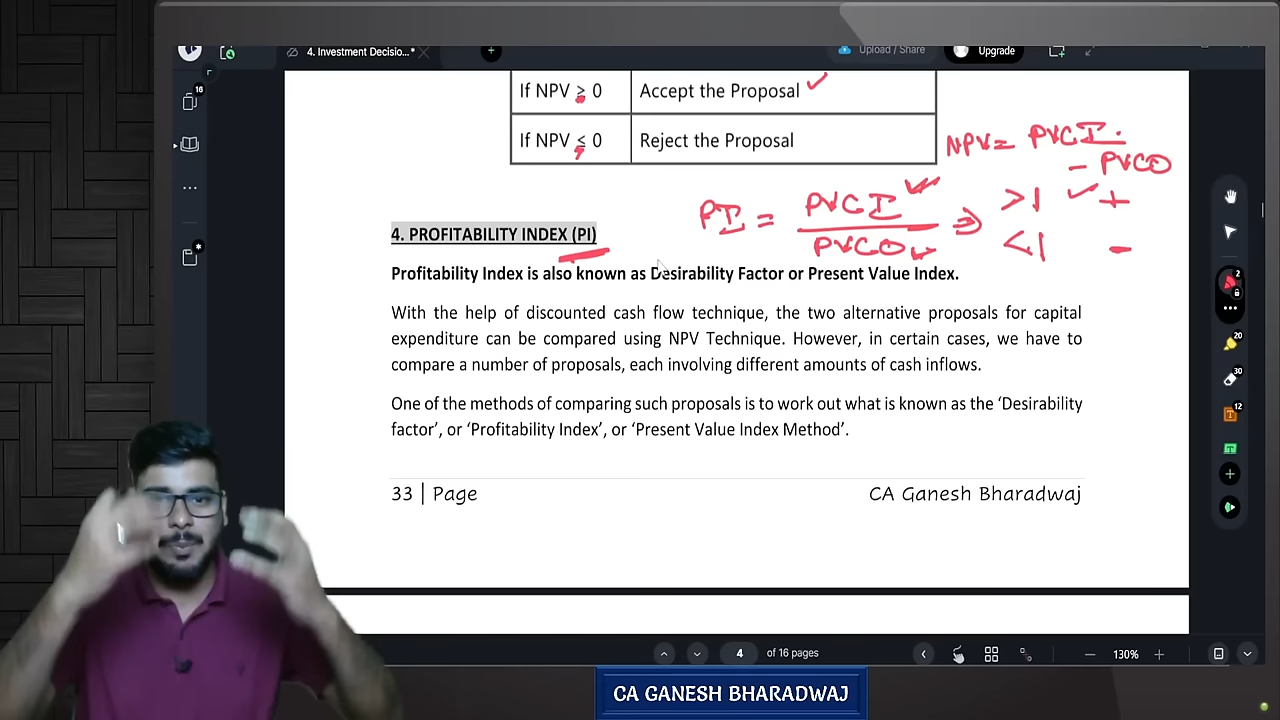 4. Investment Decisio...*
Upload / Share
Upgrade
16
If NPV ≥ 0
Accept the Proposal ✓
If NPV ≤ 0
Reject the Proposal
NPV = PVCI
- PVCO
PI = PVCI / PVCO ⇒ >1 ✓ +
<1 -
4. PROFITABILITY INDEX (PI)
Profitability Index is also known as Desirability Factor or Present Value Index.
With the help of discounted cash flow technique, the two alternative proposals for capital
expenditure can be compared using NPV Technique. However, in certain cases, we have to
compare a number of proposals, each involving different amounts of cash inflows.
One of the methods of comparing such proposals is to work out what is known as the ‘Desirability
factor’, or ‘Profitability Index’, or ‘Present Value Index Method’.
33 | Page
CA Ganesh Bharadwaj
2
20
30
12
4 of 16 pages
130%
CA GANESH BHARADWAJ